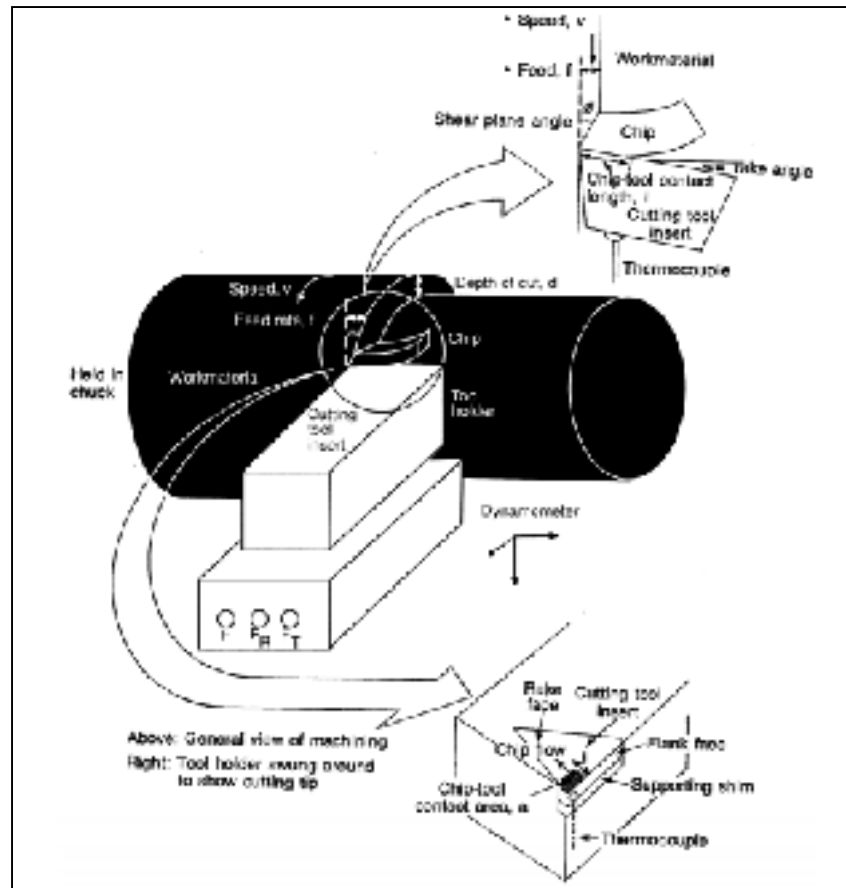 • Speed, v
Workmaterial
• Feed, f
Shear plane angle
Chip
Rake angle
Chip-tool contact
length, l
Cutting tool
insert
Thermocouple
Speed, v
Depth of cut, d
Feed rate, f
Chip
Held in
chuck
Workmaterial
Tool
holder
Cutting
tool
insert
Dynamometer
F
F R
F T
Rake
face
Cutting tool
insert
Above: General view of machining
Right: Tool holder swung around
to show cutting tip
Chip flow
Flank face
Chip-tool
contact area, a
Supporting shim
Thermocouple